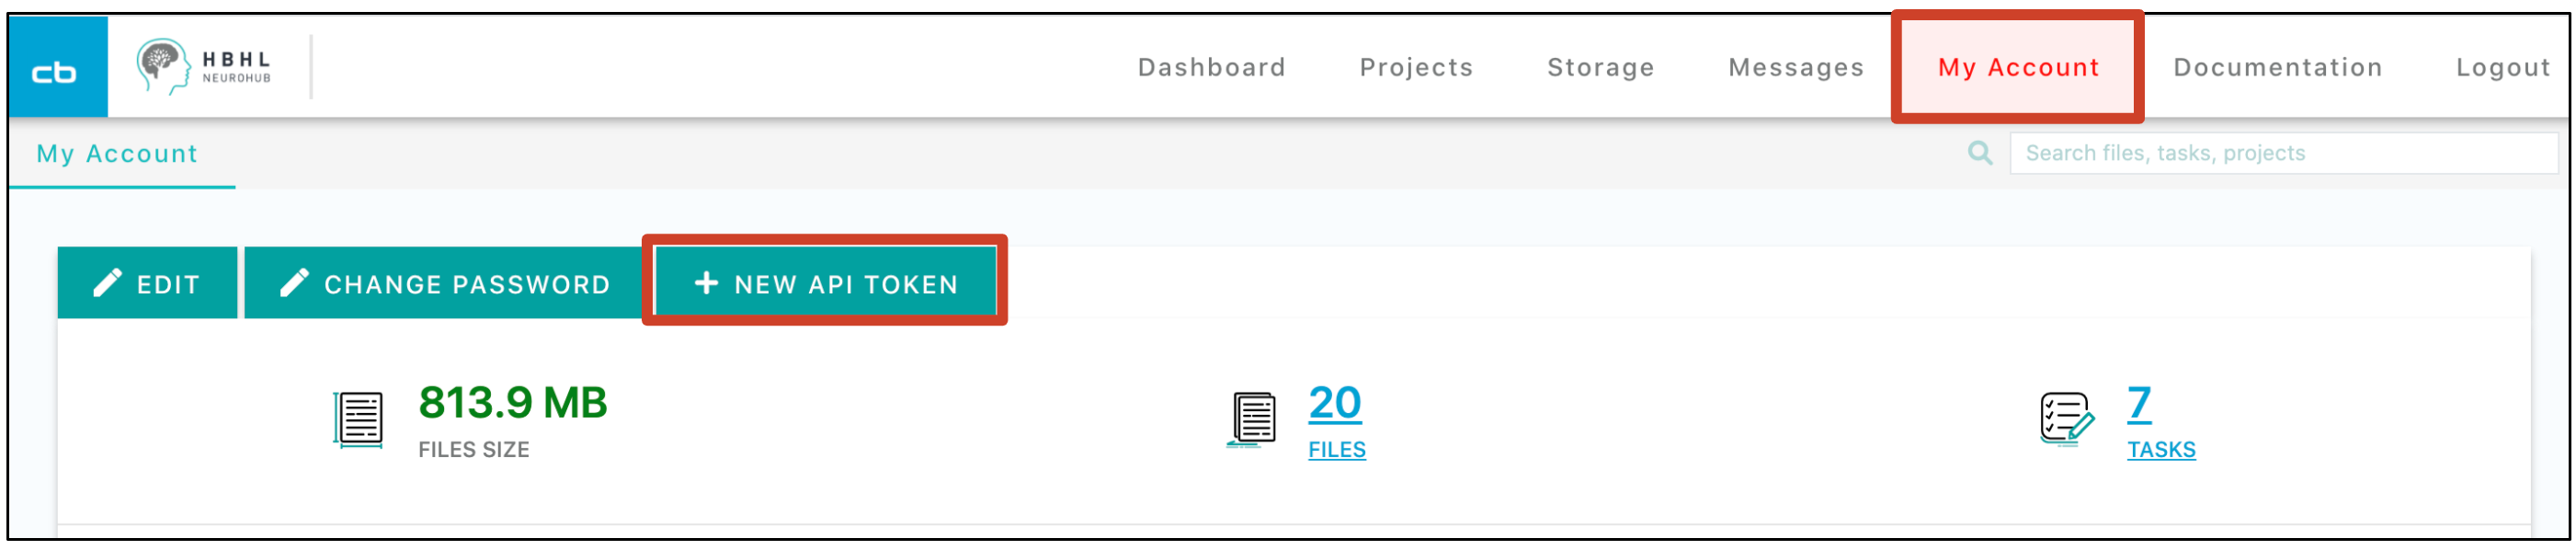 cb
HBHL
NEUROHUB
Dashboard Projects Storage Messages My Account Documentation Logout
My Account
Search files, tasks, projects
EDIT CHANGE PASSWORD + NEW API TOKEN
813.9 MB
FILES SIZE
20
FILES
7
TASKS